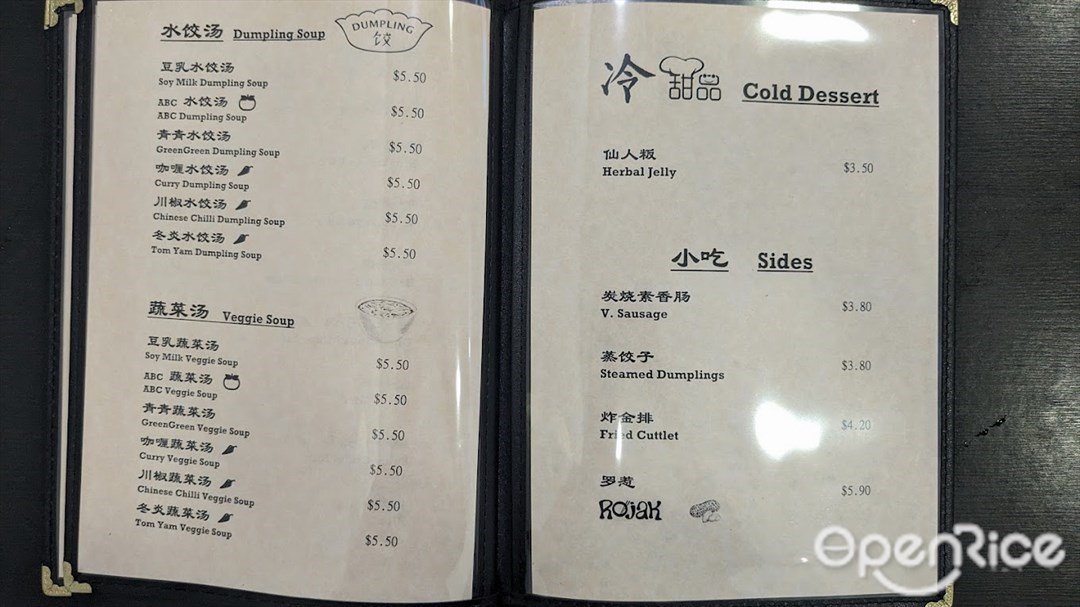 水饺汤 Dumpling Soup
DUMPLING
饺
豆乳水饺汤
Soy Milk Dumpling Soup $5.50
ABC 水饺汤
ABC Dumpling Soup $5.50
青青水饺汤
GreenGreen Dumpling Soup $5.50
咖喱水饺汤
Curry Dumpling Soup $5.50
川椒水饺汤
Chinese Chilli Dumpling Soup $5.50
冬炎水饺汤
Tom Yam Dumpling Soup $5.50
蔬菜汤 Veggie Soup
豆乳蔬菜汤
Soy Milk Veggie Soup $5.50
ABC 蔬菜汤
ABC Veggie Soup $5.50
青青蔬菜汤
GreenGreen Veggie Soup $5.50
咖喱蔬菜汤
Curry Veggie Soup $5.50
川椒蔬菜汤
Chinese Chilli Veggie Soup $5.50
冬炎蔬菜汤
Tom Yam Veggie Soup $5.50
冷甜品 Cold Dessert
仙人粄
Herbal Jelly $3.50
小吃 Sides
炭烧素香肠
V. Sausage $3.80
蒸饺子
Steamed Dumplings $3.80
炸金排
Fried Cuttlet $4.20
罗惹
Rojak $5.90
OpenRice